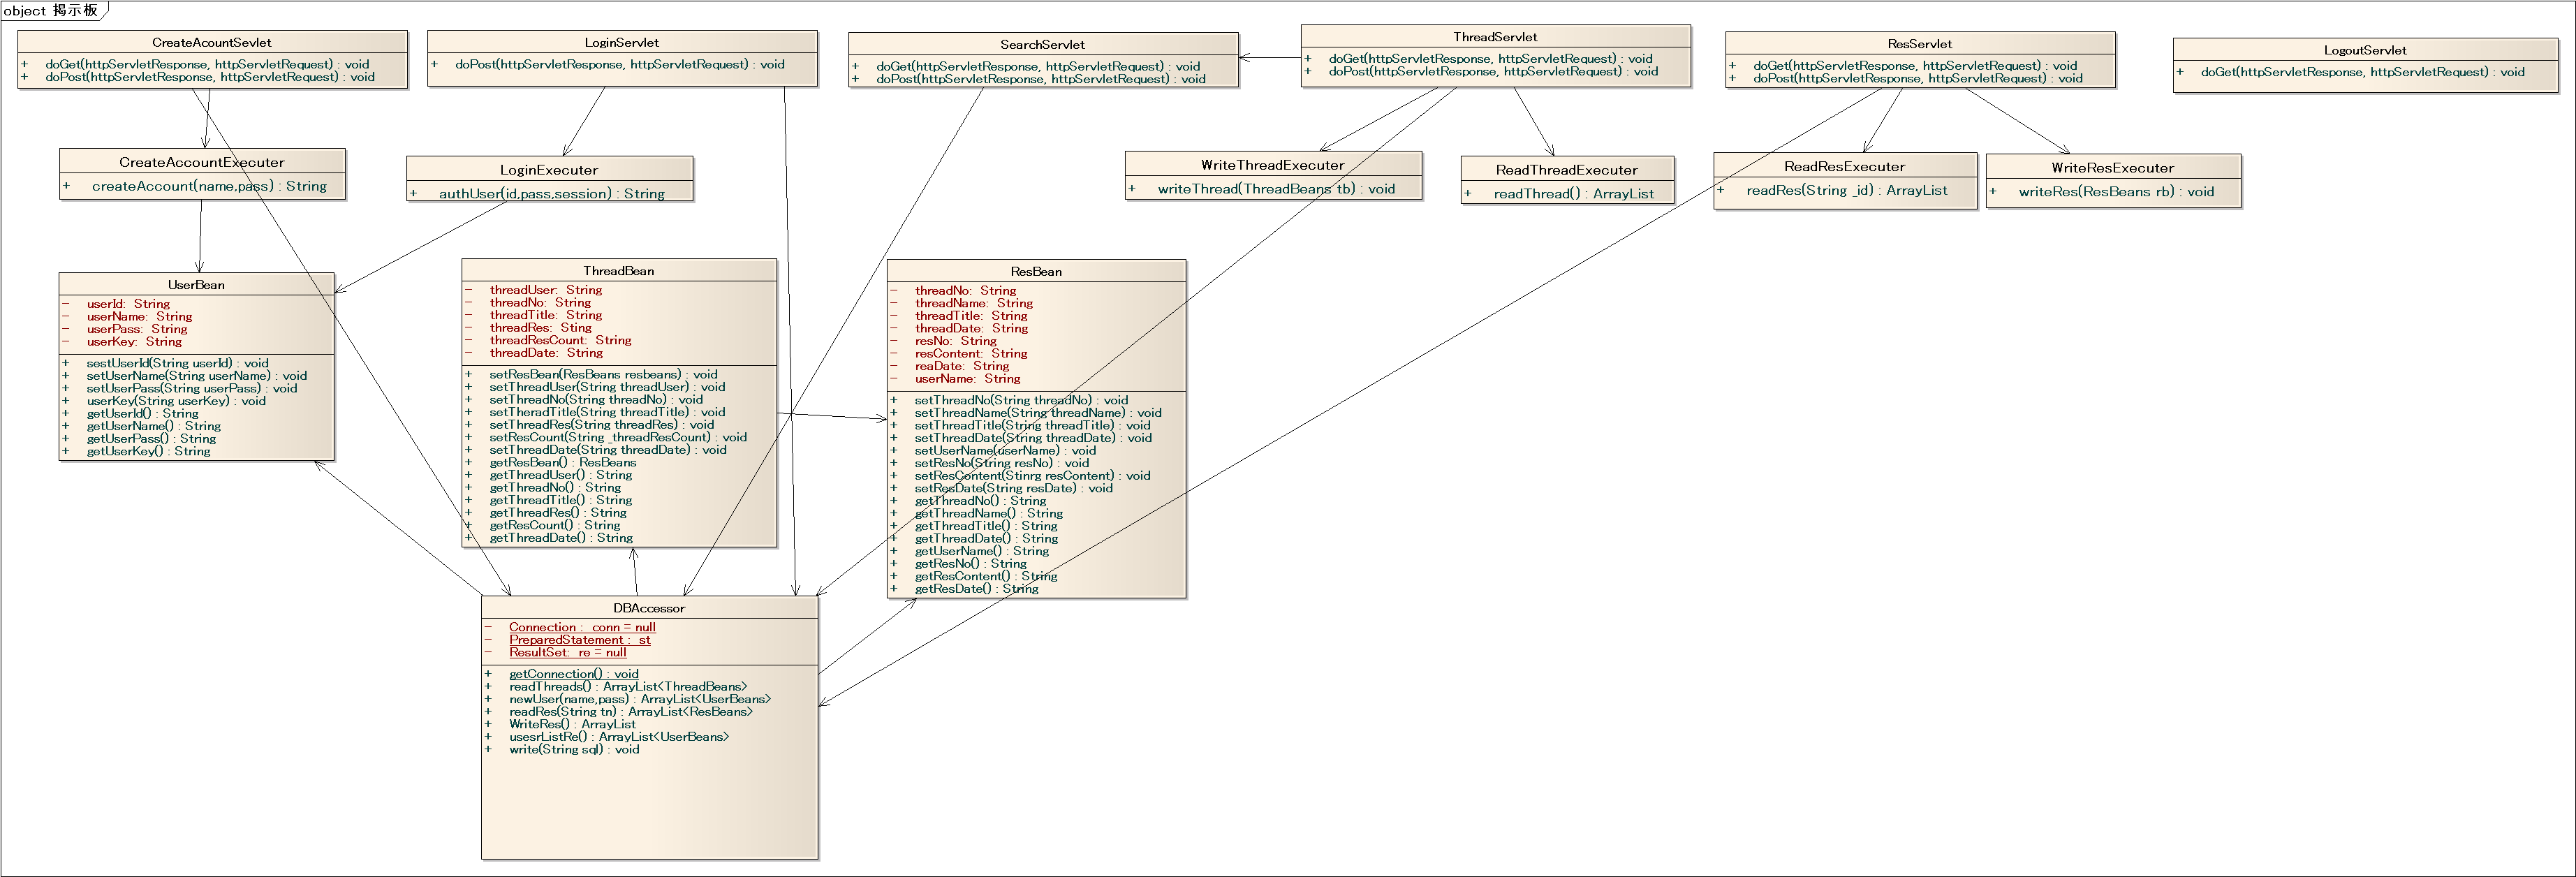 object 掲示板
CreateAcountSevlet
+ doGet(httpServletResponse, httpServletRequest) : void
+ doPost(httpServletResponse, httpServletRequest) : void
LoginServlet
+ doPost(httpServletResponse, httpServletRequest) : void
SearchServlet
+ doGet(httpServletResponse, httpServletRequest) : void
+ doPost(httpServletResponse, httpServletRequest) : void
ThreadServlet
+ doGet(httpServletResponse, httpServletRequest) : void
+ doPost(httpServletResponse, httpServletRequest) : void
ResServlet
+ doGet(httpServletResponse, httpServletRequest) : void
+ doPost(httpServletResponse, httpServletRequest) : void
LogoutServlet
+ doGet(httpServletResponse, httpServletRequest) : void
CreateAccountExecuter
+ createAccount(name,pass) : String
LoginExecuter
+ authUser(id,pass,session) : String
WriteThreadExecuter
+ writeThread(ThreadBeans tb) : void
ReadThreadExecuter
+ readThread() : ArrayList
ReadResExecuter
+ readRes(String _id) : ArrayList
WriteResExecuter
+ writeRes(ResBeans rb) : void
UserBean
- userId: String
- userName: String
- userPass: String
- userKey: String
+ sestUserId(String userId) : void
+ setUserName(String userName) : void
+ setUserPass(String userPass) : void
+ userKey(String userKey) : void
+ getUserId() : String
+ getUserName() : String
+ getUserPass() : String
+ getUserKey() : String
ThreadBean
- threadUser: String
- threadNo: String
- threadTitle: String
- threadRes: Sting
- threadResCount: String
- threadDate: String
+ setResBean(ResBeans resbeans) : void
+ setThreadUser(String threadUser) : void
+ setThreadNo(String threadNo) : void
+ setTheradTitle(String threadTitle) : void
+ setThreadRes(String threadRes) : void
+ setResCount(String _threadResCount) : void
+ setThreadDate(String threadDate) : void
+ getResBean() : ResBeans
+ getThreadUser() : String
+ getThreadNo() : String
+ getThreadTitle() : String
+ getThreadRes() : String
+ getResCount() : String
+ getThreadDate() : String
ResBean
- threadNo: String
- threadName: String
- threadTitle: String
- threadDate: String
- resNo: String
- resContent: String
- reaDate: String
- userName: String
+ setThreadNo(String threadNo) : void
+ setThreadName(String threadName) : void
+ setThreadTitle(String threadTitle) : void
+ setThreadDate(String threadDate) : void
+ setUserName(userName) : void
+ setResNo(String resNo) : void
+ setResContent(Stinrg resContent) : void
+ setResDate(String resDate) : void
+ getThreadNo() : String
+ getThreadName() : String
+ getThreadTitle() : String
+ getThreadDate() : String
+ getUserName() : String
+ getResNo() : String
+ getResContent() : String
+ getResDate() : String
DBAccessor
- Connection : conn = null
- PreparedStatement : st
- ResultSet: re = null
+ getConnection() : void
+ readThreads() : ArrayList<ThreadBeans>
+ newUser(name,pass) : ArrayList<UserBeans>
+ readRes(String tn) : ArrayList<ResBeans>
+ WriteRes() : ArrayList
+ usesrListRe() : ArrayList<UserBeans>
+ write(String sql) : void